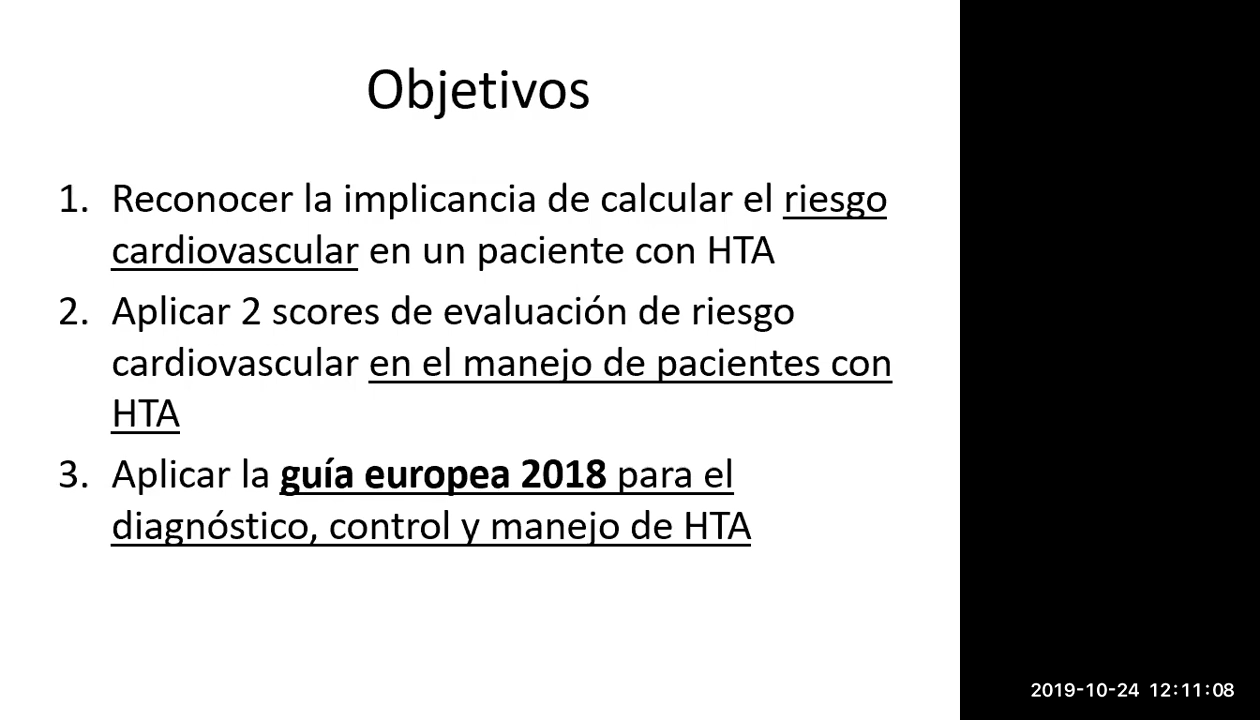 Objetivos
1. Reconocer la implicancia de calcular el riesgo
cardiovascular en un paciente con HTA
2. Aplicar 2 scores de evaluación de riesgo
cardiovascular en el manejo de pacientes con
HTA
3. Aplicar la guía europea 2018 para el
diagnóstico, control y manejo de HTA
2019-10-24 12:11:08